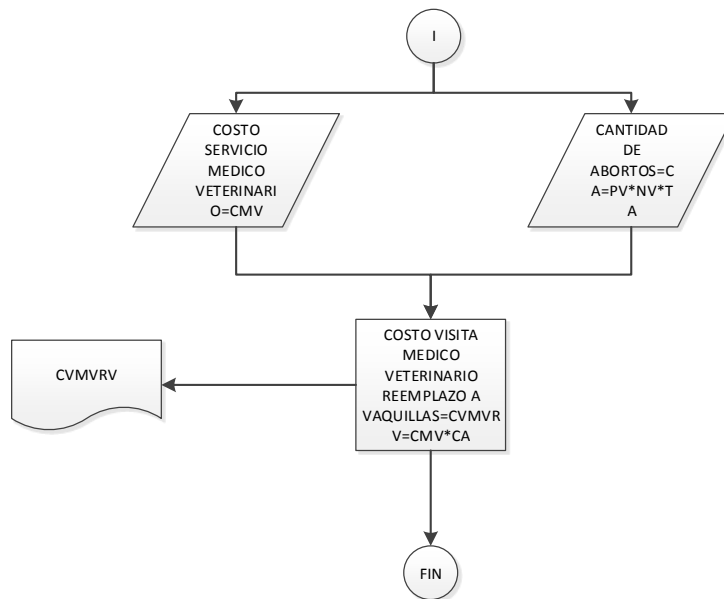 I
COSTO
SERVICIO
MEDICO
VETERINARI
O=CMV
CANTIDAD
DE
ABORTOS=C
A=PV*NV*T
A
COSTO VISITA
MEDICO
VETERINARIO
REEMPLAZO A
VAQUILLAS=CVMVR
V=CMV*CA
CVMVRV
FIN